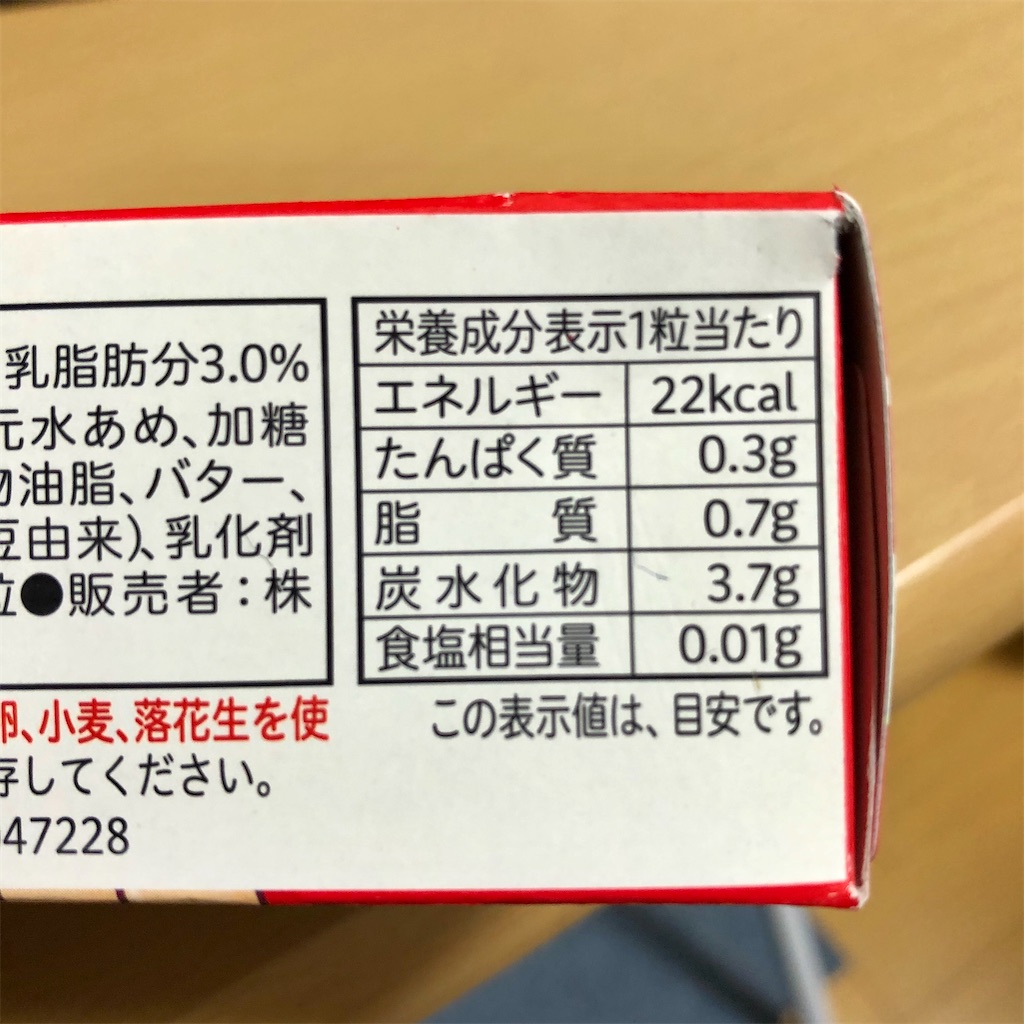 乳脂肪分3.0%
元水あめ、加糖
油脂、バター、
豆由来)、乳化剤
●販売者：株
卵、小麦、落花生を使
存してください。
47228
栄養成分表示1粒当たり
エネルギー 22kcal
たんぱく質 0.3g
脂質 0.7g
炭水化物 3.7g
食塩相当量 0.01g
この表示値は、目安です。